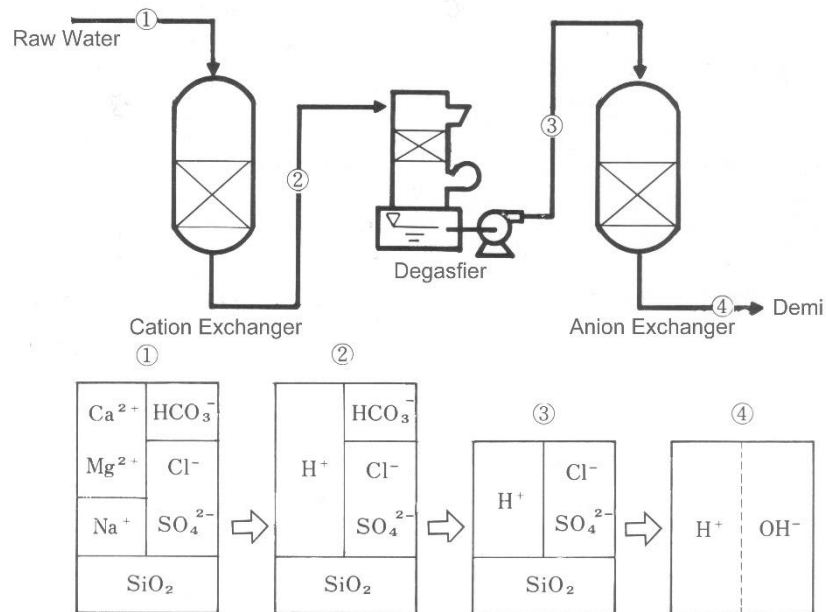 ①
Raw Water
②
③
Degasfier
④ Demi
Cation Exchanger
Anion Exchanger
① ②
③ ④
Ca²⁺ HCO₃⁻
Mg²⁺ Cl⁻
Na⁺ SO₄²⁻
SiO₂
HCO₃⁻
H⁺ Cl⁻
SO₄²⁻
SiO₂
Cl⁻
H⁺
SO₄²⁻
SiO₂
H⁺ OH⁻